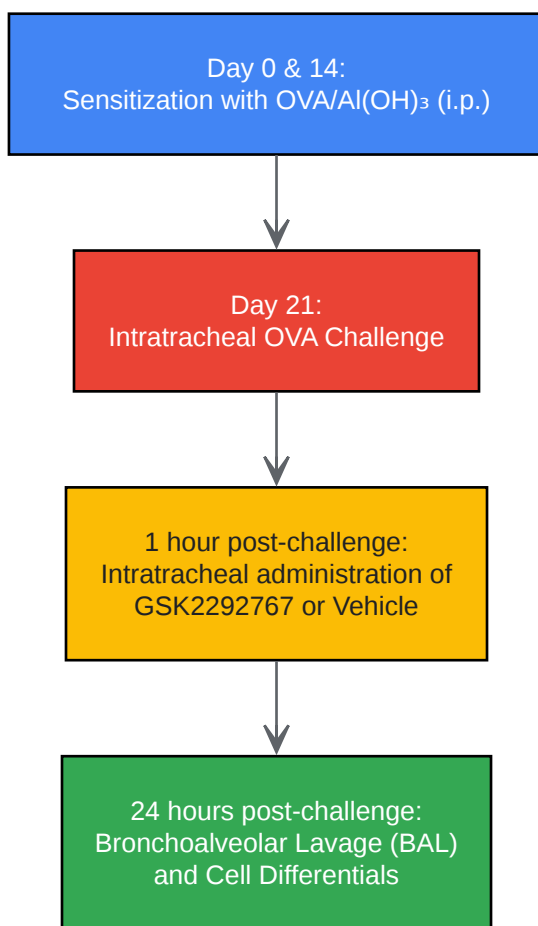 Day 0 & 14:
Sensitization with OVA/Al(OH)₃ (i.p.)
Day 21:
Intratracheal OVA Challenge
1 hour post-challenge:
Intratracheal administration of
GSK2292767 or Vehicle
24 hours post-challenge:
Bronchoalveolar Lavage (BAL)
and Cell Differentials